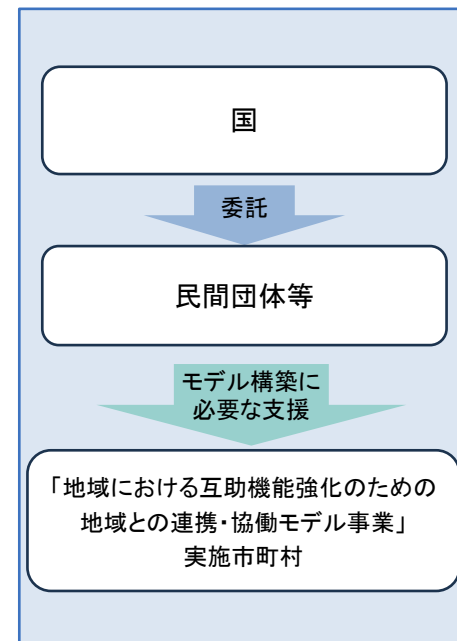 国
委託
民間団体等
モデル構築に
必要な支援
「地域における互助機能強化のための
地域との連携・協働モデル事業」
実施市町村